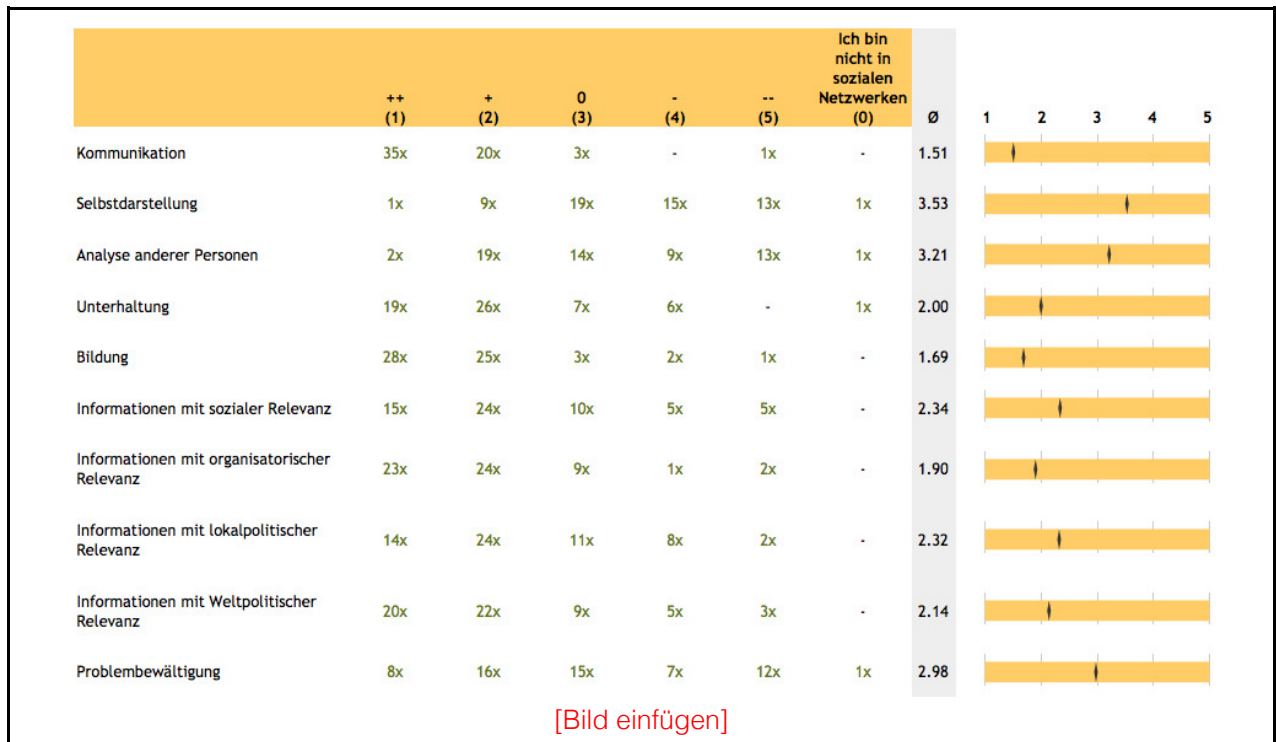 Ich bin
nicht in
sozialen
++ + 0 - -- Netzwerken
(1) (2) (3) (4) (5) (0) Ø 1 2 3 4 5
Kommunikation 35x 20x 3x - 1x - 1.51
Selbstdarstellung 1x 9x 19x 15x 13x 1x 3.53
Analyse anderer Personen 2x 19x 14x 9x 13x 1x 3.21
Unterhaltung 19x 26x 7x 6x - 1x 2.00
Bildung 28x 25x 3x 2x 1x - 1.69
Informationen mit sozialer Relevanz 15x 24x 10x 5x 5x - 2.34
Informationen mit organisatorischer
Relevanz 23x 24x 9x 1x 2x - 1.90
Informationen mit lokalpolitischer
Relevanz 14x 24x 11x 8x 2x - 2.32
Informationen mit Weltpolitischer
Relevanz 20x 22x 9x 5x 3x - 2.14
Problembewältigung 8x 16x 15x 7x 12x 1x 2.98
[Bild einfügen]